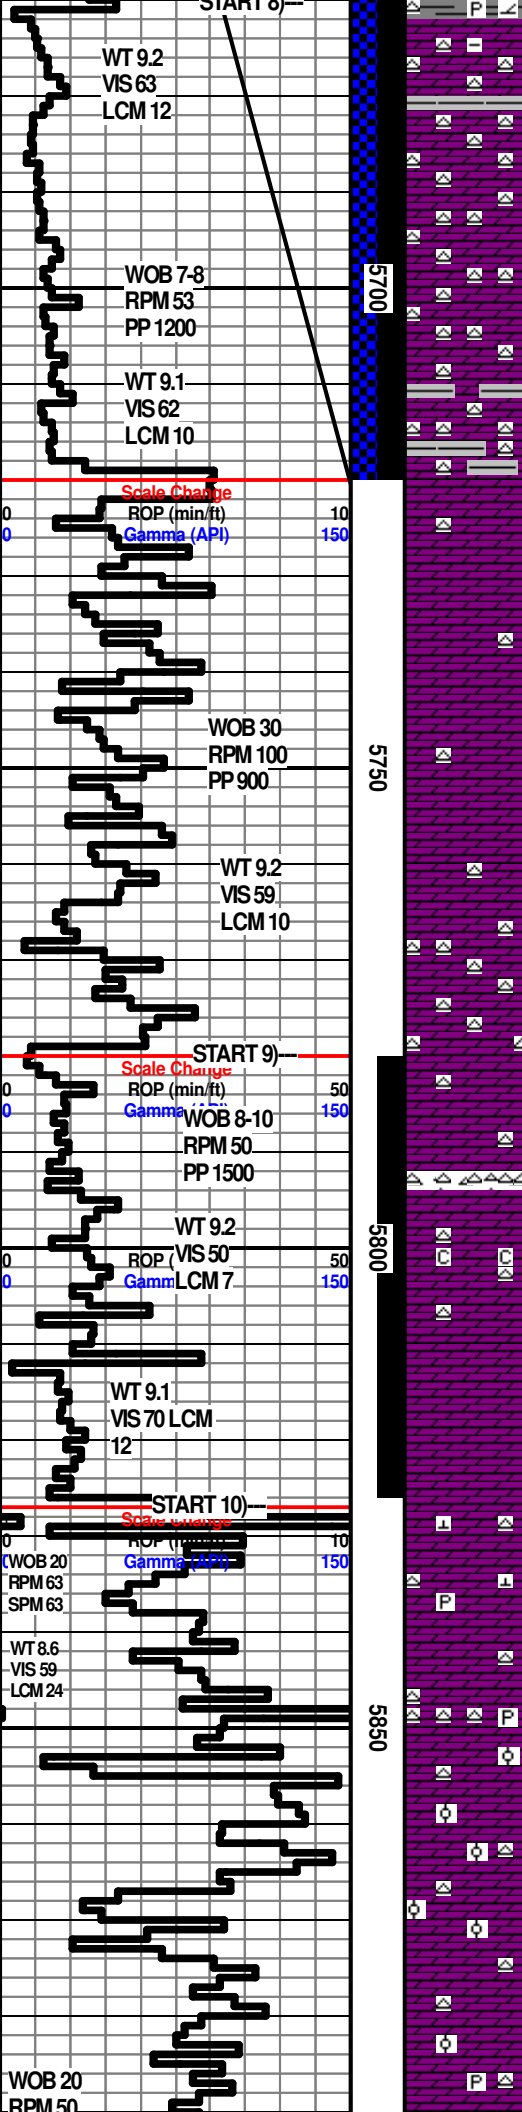 START 8)---
P
WT 9.2
VIS 63
LCM 12
WOB 7-8
RPM 53
PP 1200
5700
WT 9.1
VIS 62
LCM 10
Scale Change
0 ROP (min/ft) 10
0 Gamma (API) 150
WOB 30
RPM 100
PP 900
5750
WT 9.2
VIS 59
LCM 10
START 9)---
Scale Change
0 ROP (min/ft) 50
0 Gamma (API) 150
WOB 8-10
RPM 50
PP 1500
WT 9.2
VIS 50
LCM 7
5800
C C
0 ROP ( 50
0 Gamm 150
WT 9.1
VIS 70 LCM
12
START 10)---
Scale Change
0 ROP (min/ft) 10
Gamma (API) 150
WOB 20
RPM 63
SPM 63
P
WT 8.6
VIS 59
LCM 24
5850
P
WOB 20
RPM 50
P